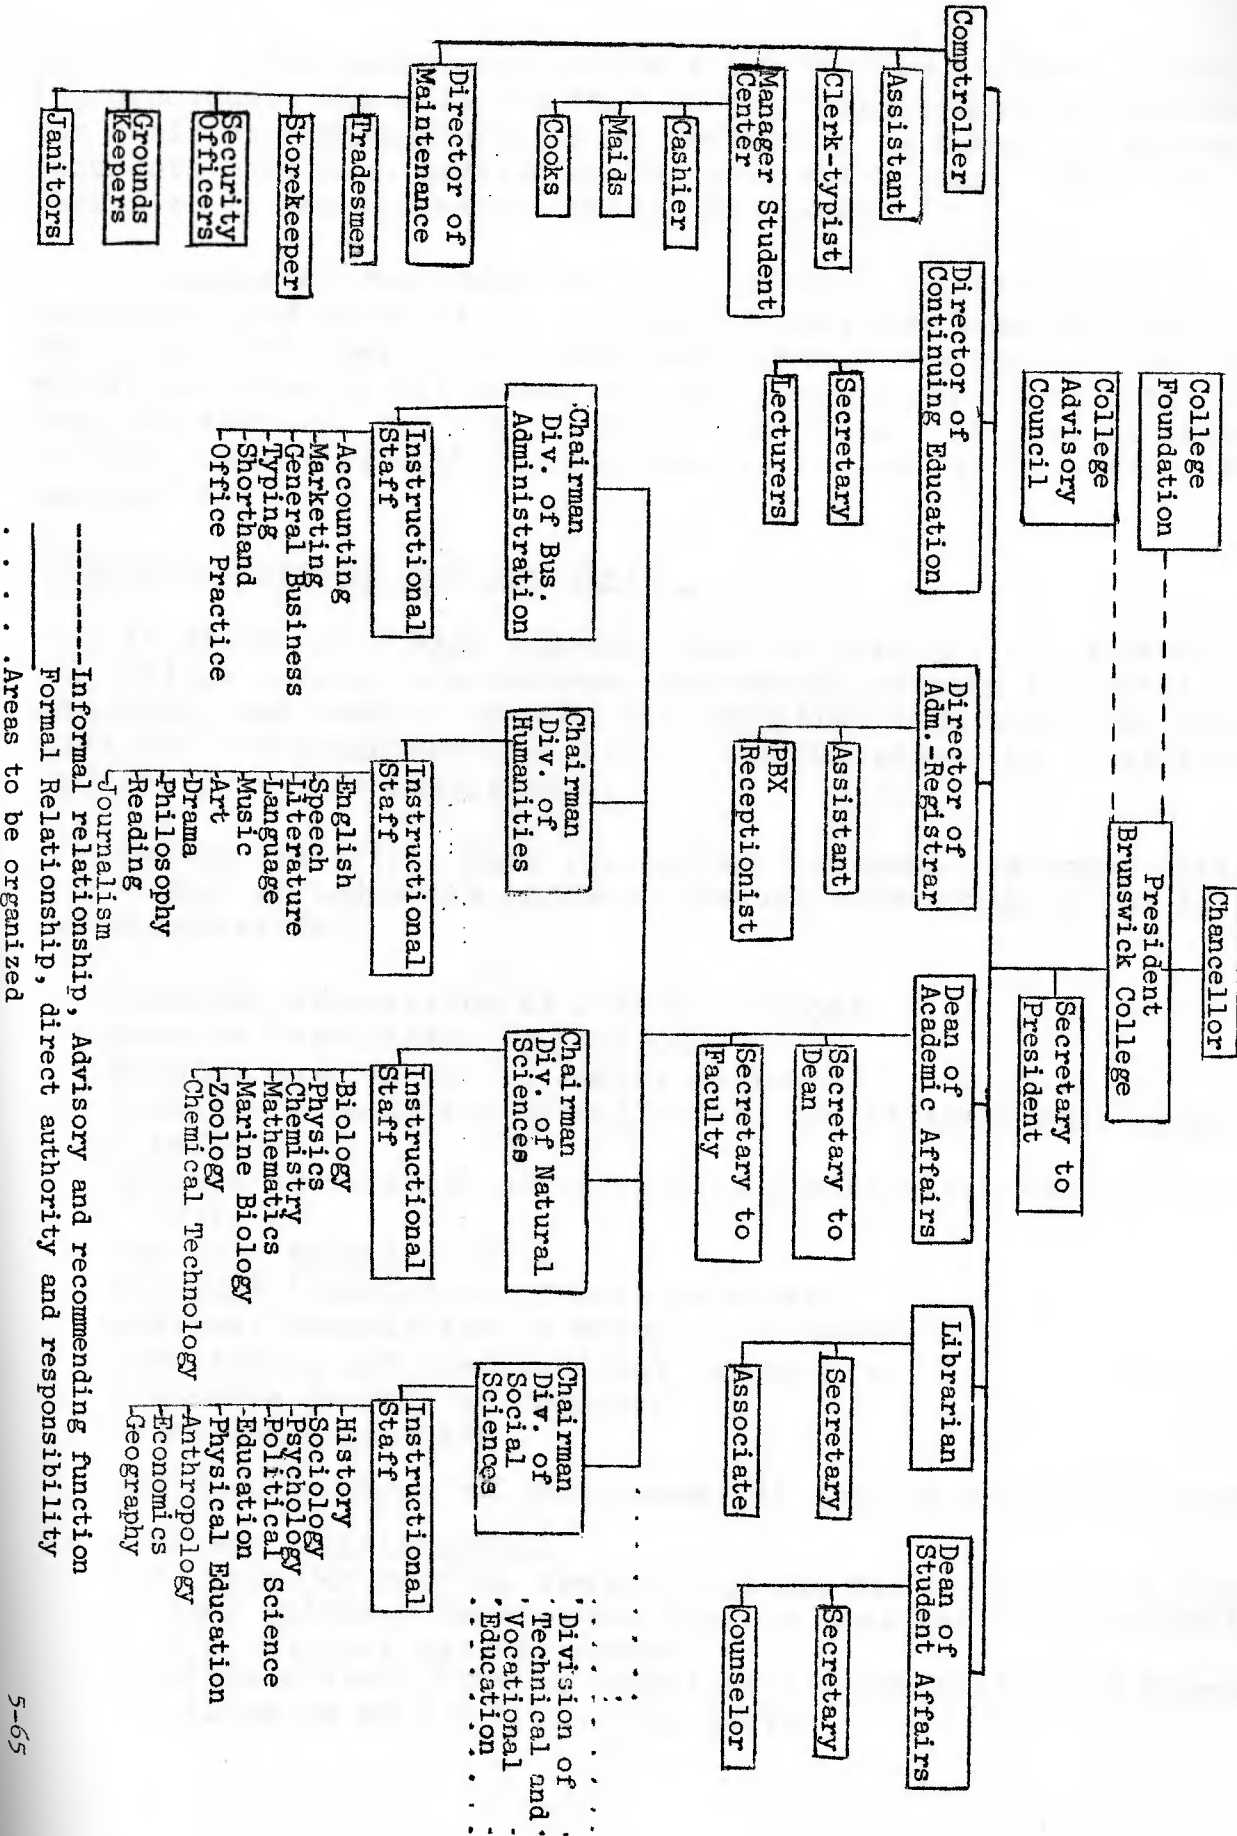 Chancellor
President
Brunswick College
College
Foundation
College
Advisory
Council
Secretary to
President
Comptroller
Assistant
Clerk-typist
Manager Student
Center
Cashier
Maids
Cooks
Director of
Maintenance
Tradesmen
Storekeeper
Security
Officers
Grounds
Keepers
Janitors
Director of
Continuing Education
Secretary
Lecturers
Director of
Adm.-Registrar
Assistant
PBX
Receptionist
Dean of
Academic Affairs
Secretary to
Dean
Secretary to
Faculty
Librarian
Secretary
Associate
Dean of
Student Affairs
Secretary
Counselor
Chairman
Div. of Bus.
Administration
Instructional
Staff
Accounting
Marketing
General Business
Typing
Shorthand
Office Practice
Chairman
Div. of
Humanities
Instructional
Staff
English
Speech
Literature
Language
Music
Art
Drama
Philosophy
Reading
Journalism
Chairman
Div. of Natural
Sciences
Instructional
Staff
Biology
Physics
Chemistry
Mathematics
Marine Biology
Zoology
Chemical Technology
Chairman
Div. of
Social
Sciences
Instructional
Staff
History
Sociology
Psychology
Political Science
Education
Physical Education
Anthropology
Economics
Geography
Division of
Technical and
Vocational
Education
---------Informal relationship, Advisory and recommending function
Formal Relationship, direct authority and responsibility
. . . . .Areas to be organized
5-65